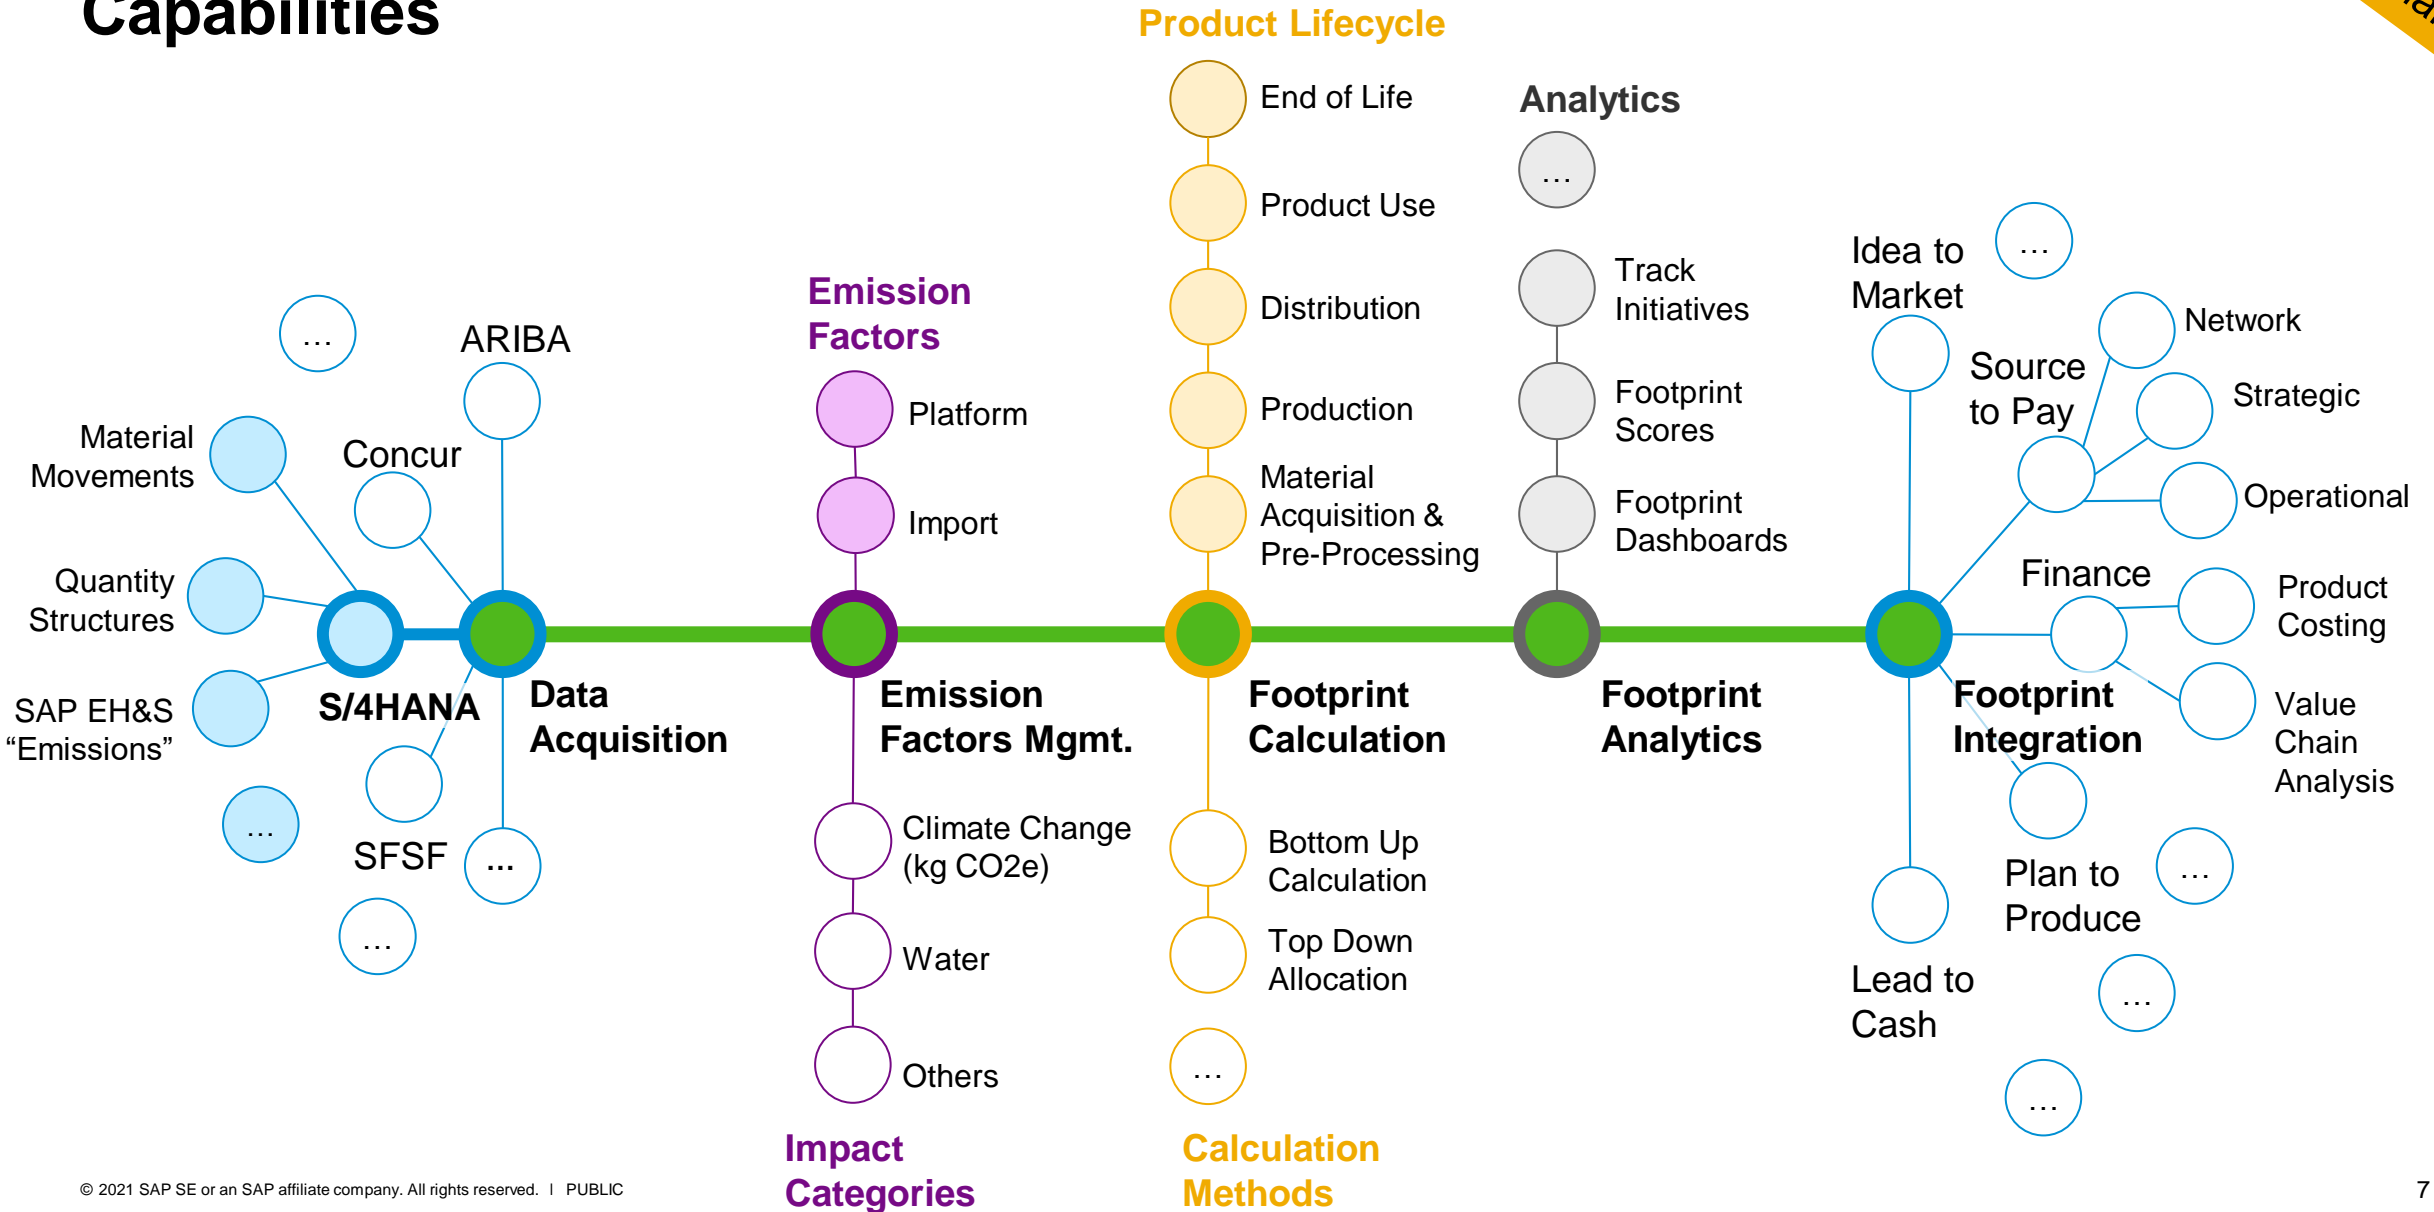 Capabilities
Product Lifecycle
End of Life
Product Use
Distribution
Production
Material
Acquisition &
Pre-Processing
Analytics
...
Track
Initiatives
Footprint
Scores
Footprint
Dashboards
Emission
Factors
Platform
Import
...
ARIBA
Concur
Material
Movements
Quantity
Structures
SAP EH&S
“Emissions”
...
S/4HANA
SFSF
...
...
Data
Acquisition
Emission
Factors Mgmt.
Footprint
Calculation
Footprint
Analytics
Footprint
Integration
Climate Change
(kg CO2e)
Water
Others
Impact
Categories
Bottom Up
Calculation
Top Down
Allocation
...
Calculation
Methods
Idea to
Market
...
Source
to Pay
Network
Strategic
Operational
Finance
Product
Costing
Value
Chain
Analysis
Plan to
Produce
...
...
...
Lead to
Cash
© 2021 SAP SE or an SAP affiliate company. All rights reserved. ǀ PUBLIC
7